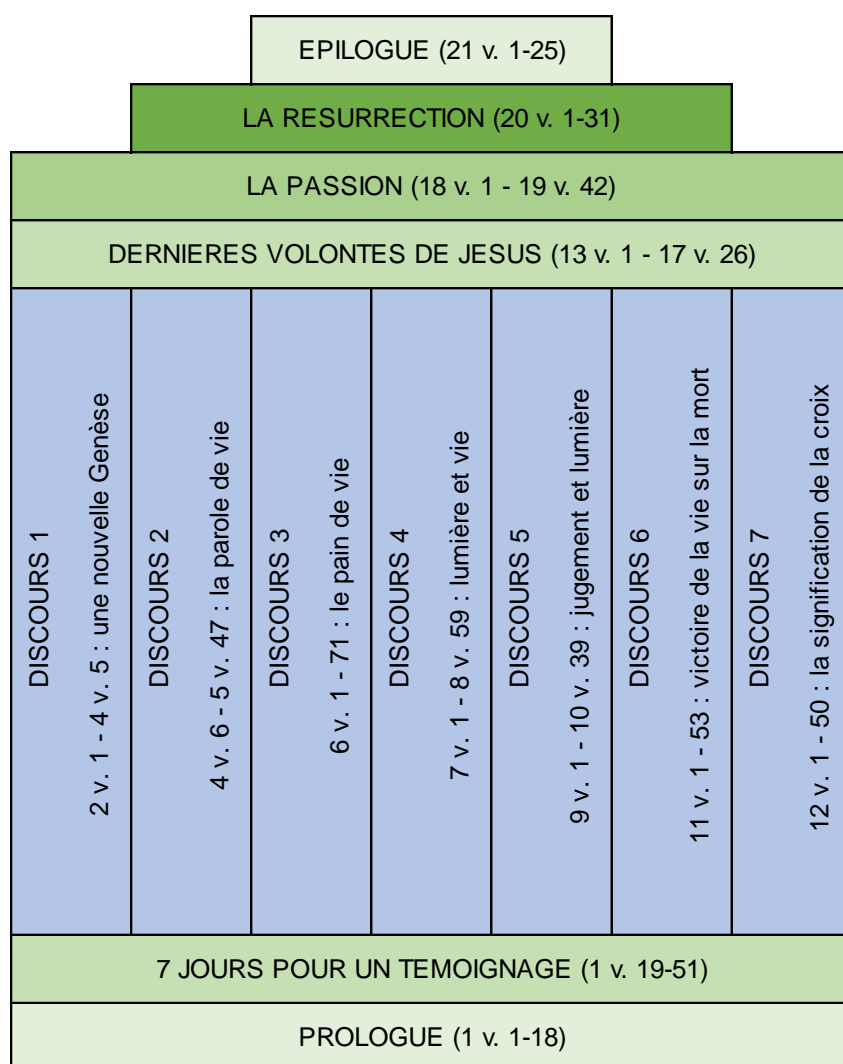 EPILOGUE (21 v. 1-25)
LA RESURRECTION (20 v. 1-31)
LA PASSION (18 v. 1 - 19 v. 42)
DERNIERES VOLONTES DE JESUS (13 v. 1 - 17 v. 26)
DISCOURS 1
2 v. 1 - 4 v. 5 : une nouvelle Genèse
DISCOURS 2
4 v. 6 - 5 v. 47 : la parole de vie
DISCOURS 3
6 v. 1 - 71 : le pain de vie
DISCOURS 4
7 v. 1 - 8 v. 59 : lumière et vie
DISCOURS 5
9 v. 1 - 10 v. 39 : jugement et lumière
DISCOURS 6
11 v. 1 - 53 : victoire de la vie sur la mort
DISCOURS 7
12 v. 1 - 50 : la signification de la croix
7 JOURS POUR UN TEMOIGNAGE (1 v. 19-51)
PROLOGUE (1 v. 1-18)